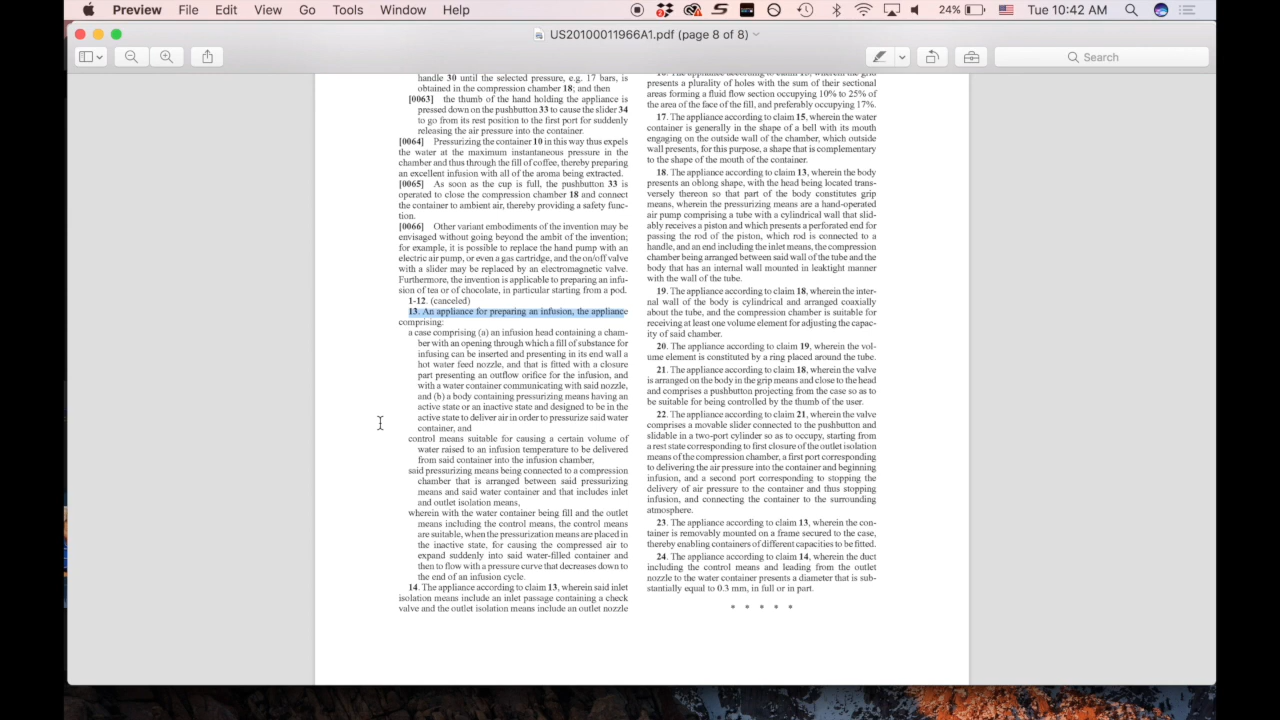 Preview File Edit View Go Tools Window Help
24% Tue 10:42 AM
US20100011966A1.pdf (page 8 of 8)
Search
handle 30 until the selected pressure, e.g. 17 bars, is
obtained in the compression chamber 18; and then
[0063] the thumb of the hand holding the appliance is
pressed down on the pushbutton 33 to cause the slider 34
to go from its rest position to the first port for suddenly
releasing the air pressure into the container.
[0064] Pressurizing the container 10 in this way thus expels
the water at the maximum instantaneous pressure in the
chamber and thus through the fill of coffee, thereby preparing
an excellent infusion with all of the aroma being extracted.
[0065] As soon as the cup is full, the pushbutton 33 is
operated to close the compression chamber 18 and connect
the container to ambient air, thereby providing a safety func-
tion.
[0066] Other variant embodiments of the invention may be
envisaged without going beyond the ambit of the invention;
for example, it is possible to replace the hand pump with an
electric air pump, or even a gas cartridge, and the on/off valve
with a slider may be replaced by an electromagnetic valve.
Furthermore, the invention is applicable to preparing an infu-
sion of tea or of chocolate, in particular starting from a pod.
1-12. (canceled)
13. An appliance for preparing an infusion, the appliance
comprising:
a case comprising (a) an infusion head containing a cham-
ber with an opening through which a fill of substance for
infusing can be inserted and presenting in its end wall a
hot water feed nozzle, and that is fitted with a closure
part presenting an outflow orifice for the infusion, and
with a water container communicating with said nozzle,
and (b) a body containing pressurizing means having an
active state or an inactive state and designed to be in the
active state to deliver air in order to pressurize said water
container, and
control means suitable for causing a certain volume of
water raised to an infusion temperature to be delivered
from said container into the infusion chamber,
said pressurizing means being connected to a compression
chamber that is arranged between said pressurizing
means and said water container and that includes inlet
and outlet isolation means,
wherein with the water container being fill and the outlet
means including the control means, the control means
are suitable, when the pressurization means are placed in
the inactive state, for causing the compressed air to
expand suddenly into said water-filled container and
then to flow with a pressure curve that decreases down to
the end of an infusion cycle.
14. The appliance according to claim 13, wherein said inlet
isolation means include an inlet passage containing a check
valve and the outlet isolation means include an outlet nozzle
presents a plurality of holes with the sum of their sectional
areas forming a fluid flow section occupying 10% to 25% of
the area of the face of the fill, and preferably occupying 17%.
17. The appliance according to claim 15, wherein the water
container is generally in the shape of a bell with its mouth
engaging on the outside wall of the chamber, which outside
wall presents, for this purpose, a shape that is complementary
to the shape of the mouth of the container.
18. The appliance according to claim 13, wherein the body
presents an oblong shape, with the head being located trans-
versely thereon so that part of the body constitutes grip
means, wherein the pressurizing means are a hand-operated
air pump comprising a tube with a cylindrical wall that slid-
ably receives a piston and which presents a perforated end for
passing the rod of the piston, which rod is connected to a
handle, and an end including the inlet means, the compression
chamber being arranged between said wall of the tube and the
body that has an internal wall mounted in leaktight manner
with the wall of the tube.
19. The appliance according to claim 18, wherein the inter-
nal wall of the body is cylindrical and arranged coaxially
about the tube, and the compression chamber is suitable for
receiving at least one volume element for adjusting the capac-
ity of said chamber.
20. The appliance according to claim 19, wherein the vol-
ume element is constituted by a ring placed around the tube.
21. The appliance according to claim 18, wherein the valve
is arranged on the body in the grip means and close to the head
and comprises a pushbutton projecting from the case so as to
be suitable for being controlled by the thumb of the user.
22. The appliance according to claim 21, wherein the valve
comprises a movable slider connected to the pushbutton and
slidable in a two-port cylinder so as to occupy, starting from
a rest state corresponding to first closure of the outlet isolation
means of the compression chamber, a first port corresponding
to delivering the air pressure into the container and beginning
infusion, and a second port corresponding to stopping the
delivery of air pressure to the container and thus stopping
infusion, and connecting the container to the surrounding
atmosphere.
23. The appliance according to claim 13, wherein the con-
tainer is removably mounted on a frame secured to the case,
thereby enabling containers of different capacities to be fitted.
24. The appliance according to claim 14, wherein the duct
including the control means and leading from the outlet
nozzle to the water container presents a diameter that is sub-
stantially equal to 0.3 mm, in full or in part.
* * * * *